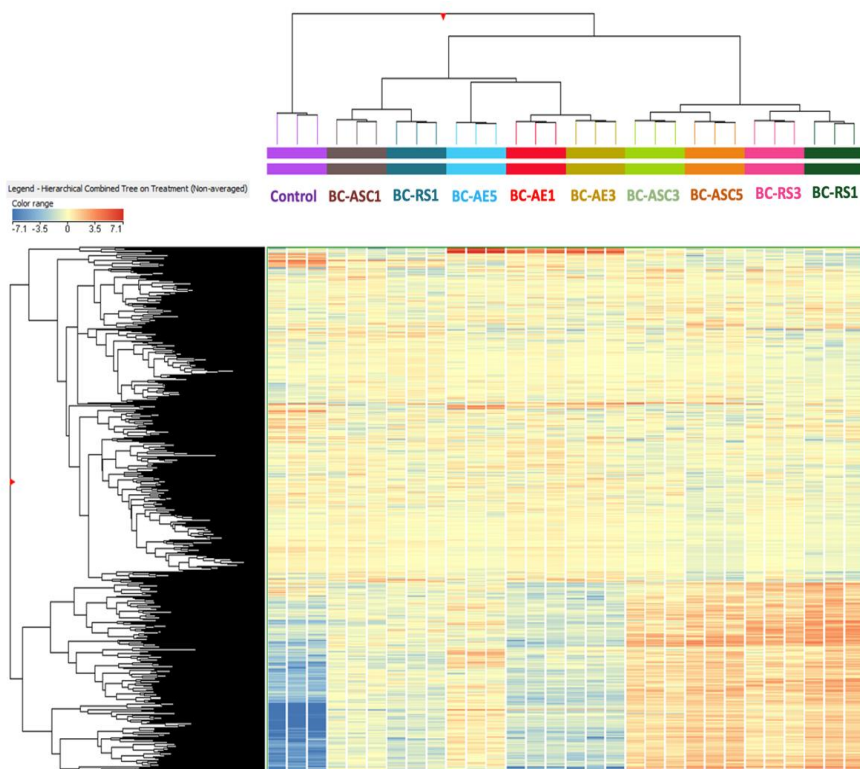 Legend - Hierarchical Combined Tree on Treatment (Non-averaged)
Color range
-7.1 -3.5 0 3.5 7.1
Control BC-ASC1 BC-RS1 BC-AE5 BC-AE1 BC-AE3 BC-ASC3 BC-ASC5 BC-RS3 BC-RS1